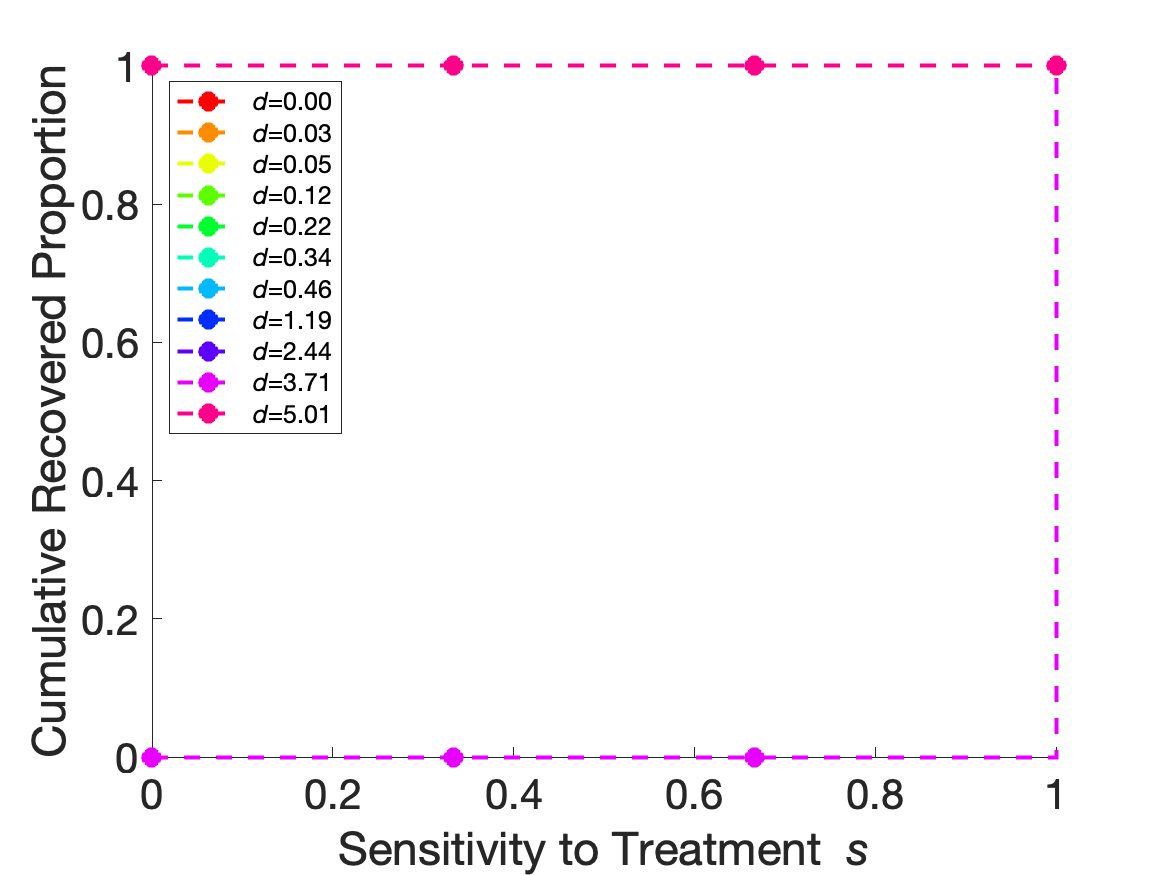 Cumulative Recovered Proportion
1
0.8
0.6
0.4
0.2
0
d=0.00
d=0.03
d=0.05
d=0.12
d=0.22
d=0.34
d=0.46
d=1.19
d=2.44
d=3.71
d=5.01
0 0.2 0.4 0.6 0.8 1
Sensitivity to Treatment s